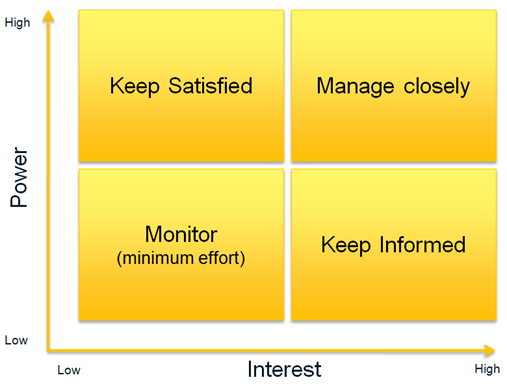 High
Keep Satisfied
Manage closely
Power
Monitor
(minimum effort)
Keep Informed
Low
Low
Interest
High